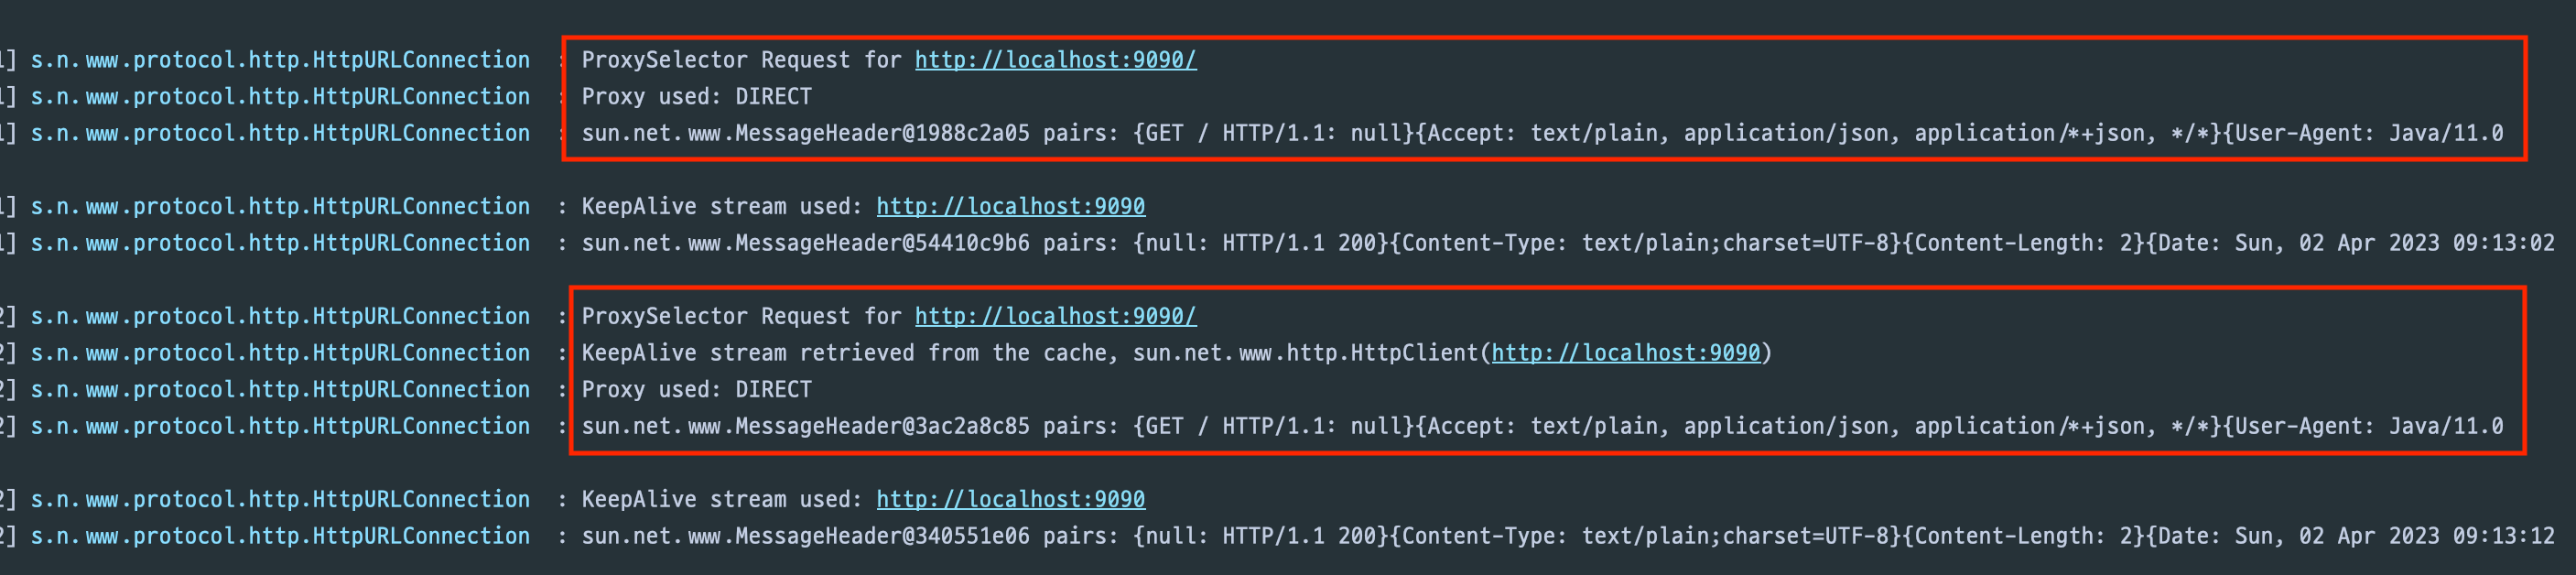 1] s.n.www.protocol.http.HttpURLConnection : ProxySelector Request for http://localhost:9090/
1] s.n.www.protocol.http.HttpURLConnection : Proxy used: DIRECT
1] s.n.www.protocol.http.HttpURLConnection : sun.net.www.MessageHeader@1988c2a05 pairs: {GET / HTTP/1.1: null}{Accept: text/plain, application/json, application/*+json, */*}{User-Agent: Java/11.0
1] s.n.www.protocol.http.HttpURLConnection : KeepAlive stream used: http://localhost:9090
1] s.n.www.protocol.http.HttpURLConnection : sun.net.www.MessageHeader@54410c9b6 pairs: {null: HTTP/1.1 200}{Content-Type: text/plain;charset=UTF-8}{Content-Length: 2}{Date: Sun, 02 Apr 2023 09:13:02
2] s.n.www.protocol.http.HttpURLConnection : ProxySelector Request for http://localhost:9090/
2] s.n.www.protocol.http.HttpURLConnection : KeepAlive stream retrieved from the cache, sun.net.www.http.HttpClient(http://localhost:9090)
2] s.n.www.protocol.http.HttpURLConnection : Proxy used: DIRECT
2] s.n.www.protocol.http.HttpURLConnection : sun.net.www.MessageHeader@3ac2a8c85 pairs: {GET / HTTP/1.1: null}{Accept: text/plain, application/json, application/*+json, */*}{User-Agent: Java/11.0
2] s.n.www.protocol.http.HttpURLConnection : KeepAlive stream used: http://localhost:9090
2] s.n.www.protocol.http.HttpURLConnection : sun.net.www.MessageHeader@340551e06 pairs: {null: HTTP/1.1 200}{Content-Type: text/plain;charset=UTF-8}{Content-Length: 2}{Date: Sun, 02 Apr 2023 09:13:12